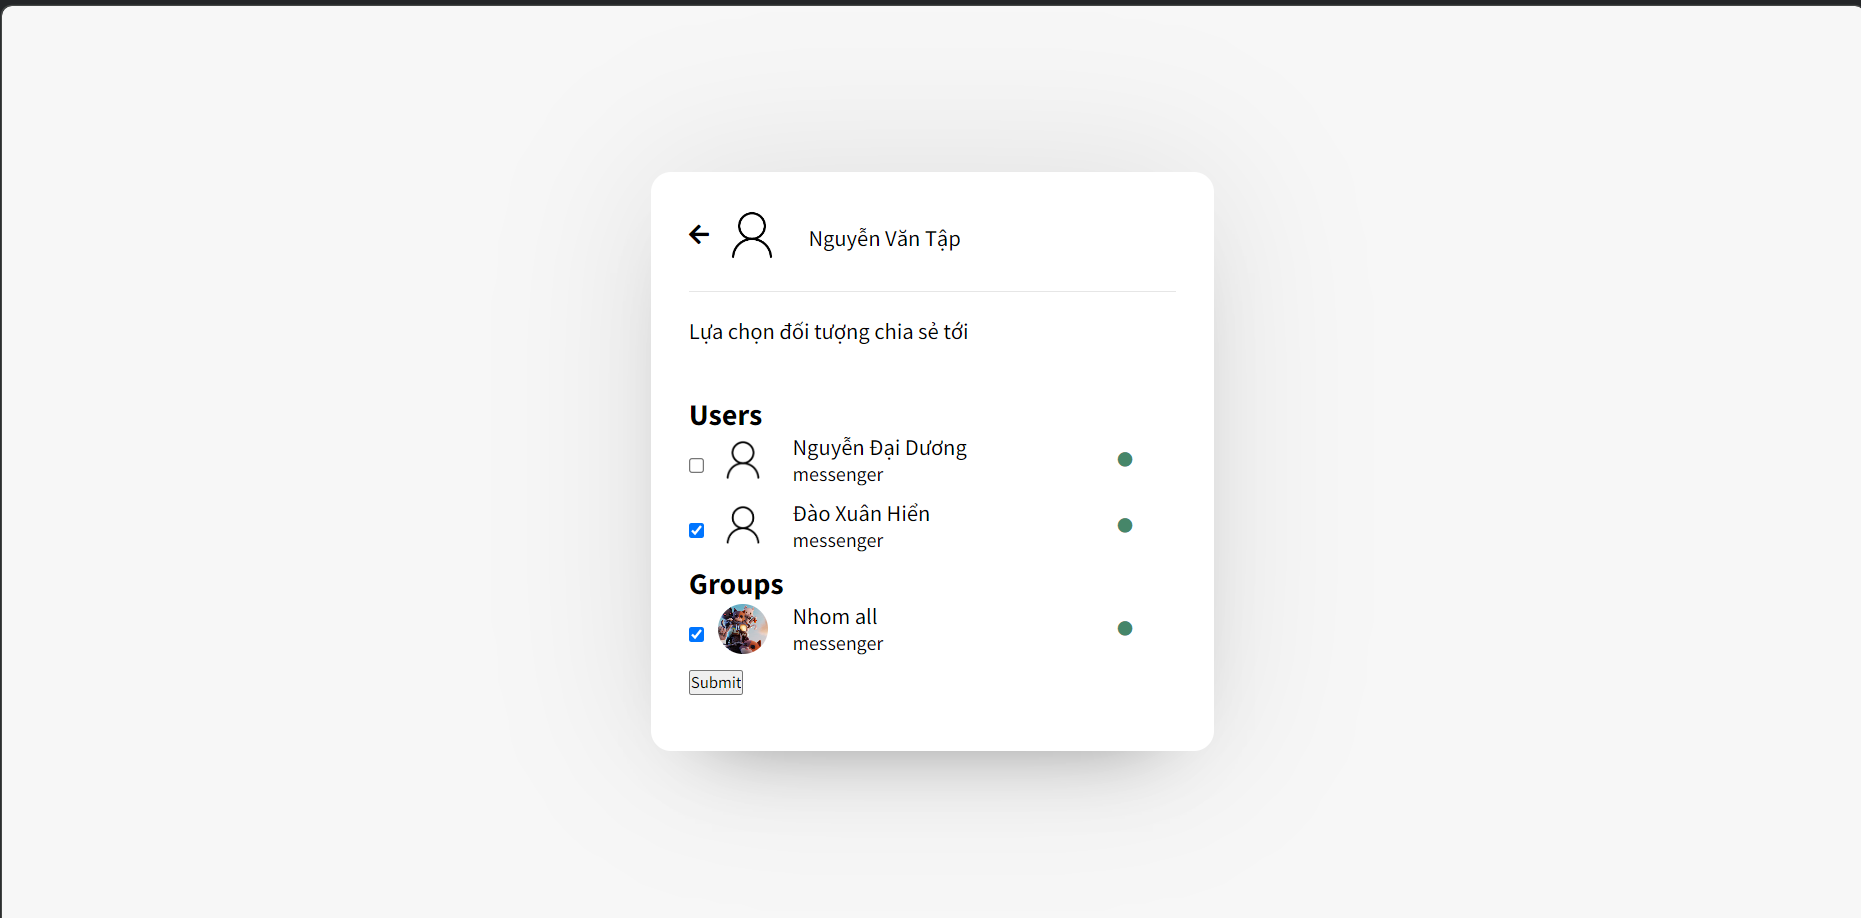 Nguyễn Văn Tập
Lựa chọn đối tượng chia sẻ tới
Users
Nguyễn Đại Dương
messenger
Đào Xuân Hiển
messenger
Groups
Nhom all
messenger
Submit